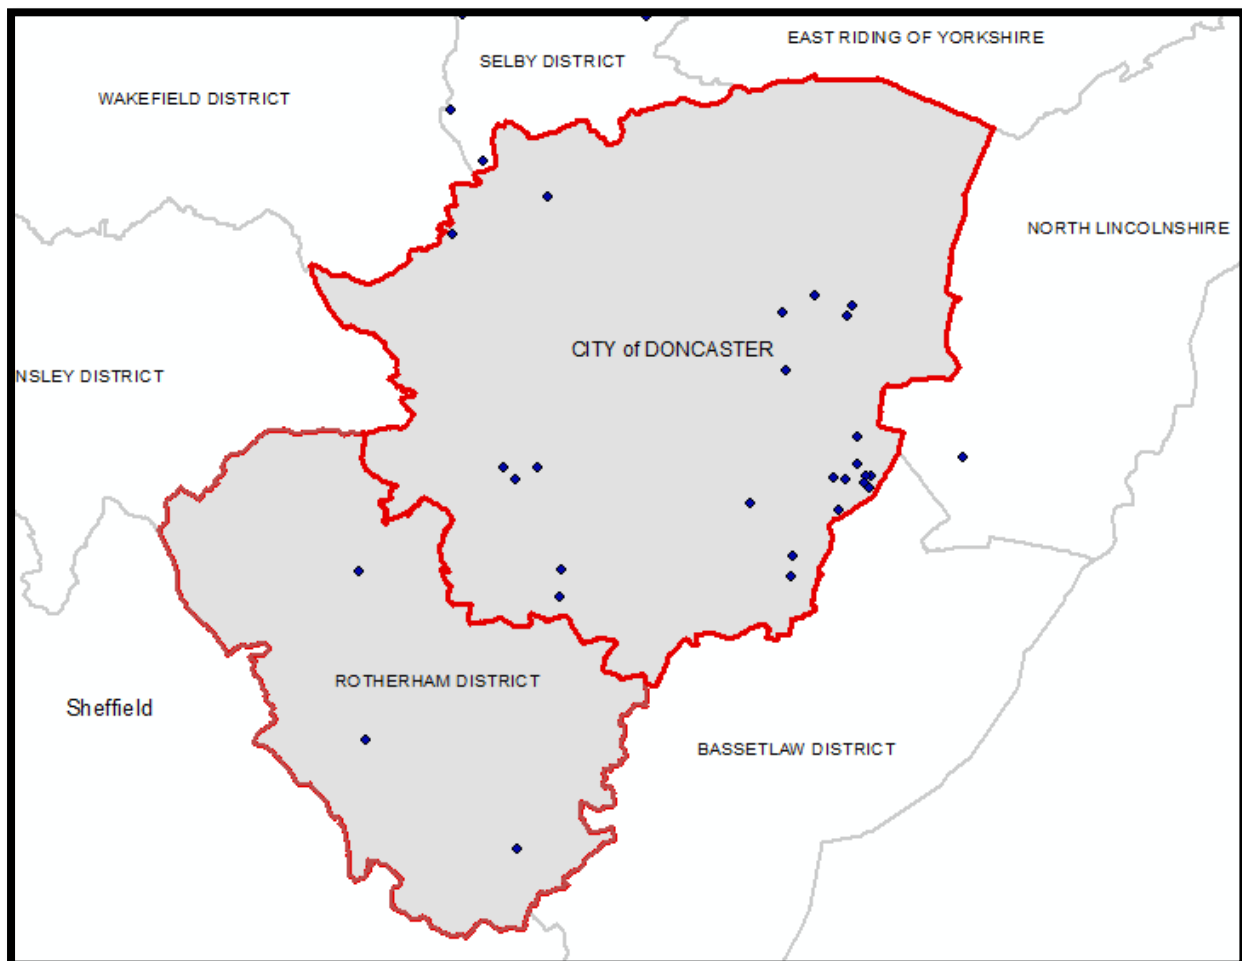 EAST RIDING OF YORKSHIRE
SELBY DISTRICT
WAKEFIELD DISTRICT
NORTH LINCOLNSHIRE
CITY of DONCASTER
NSLEY DISTRICT
ROTHERHAM DISTRICT
Sheffield
BASSETLAW DISTRICT